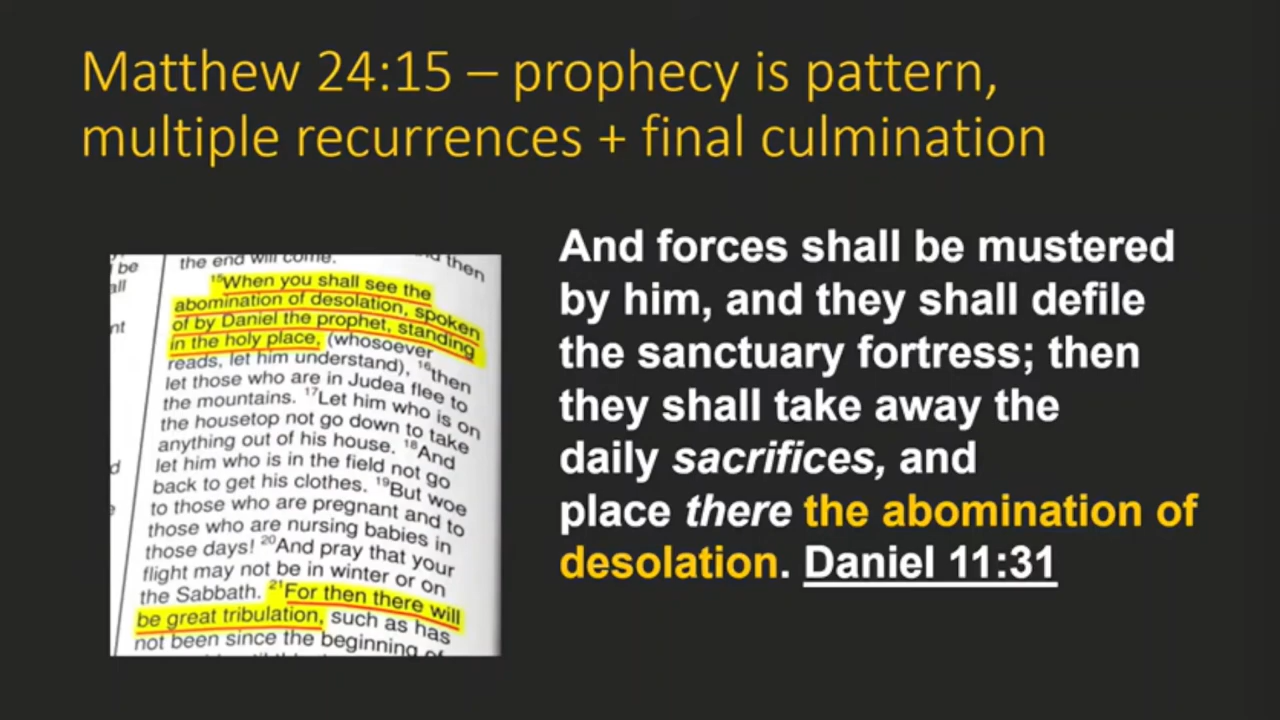 Matthew 24:15 – prophecy is pattern,
multiple recurrences + final culmination
be
all
nt
d
the end will come.
then
¹⁵When you shall see the
abomination of desolation, spoken
of by Daniel the prophet, standing
in the holy place, (whosoever
reads, let him understand), ¹⁶then
let those who are in Judea flee to
the mountains. ¹⁷Let him who is on
the housetop not go down to take
anything out of his house. ¹⁸And
let him who is in the field not go
back to get his clothes. ¹⁹But woe
to those who are pregnant and to
those who are nursing babies in
those days! ²⁰And pray that your
flight may not be in winter or on
the Sabbath. ²¹For then there will
be great tribulation, such as has
not been since the beginning of
And forces shall be mustered
by him, and they shall defile
the sanctuary fortress; then
they shall take away the
daily sacrifices, and
place there the abomination of
desolation. Daniel 11:31